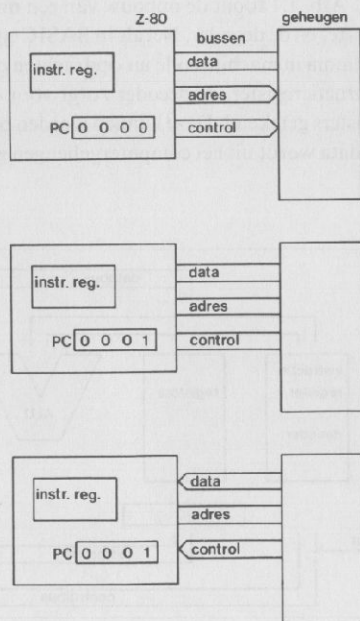 Z-80 geheugen
bussen
data
instr. reg.
adres
PC 0 0 0 0 control
data
instr. reg.
adres
PC 0 0 0 1 control
data
instr. reg.
adres
PC 0 0 0 1 control